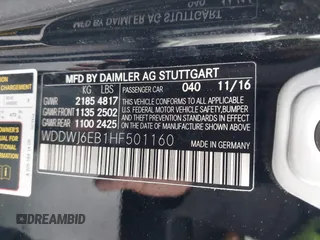 MFD BY DAIMLER AG STUTTGART
040 11/16
KG LBS
GVWR 2185 4817
GAWR FRONT 1135 2502
GAWR REAR 1100 2425
THIS VEHICLE CONFORMS TO ALL APPLICABLE
U.S. FEDERAL MOTOR VEHICLE SAFETY, BUMPER,
AND THEFT PREVENTION STANDARDS IN EFFECT
ON THE DATE OF MANUFACTURE SHOWN ABOVE.
WDDWJ6EB1HF501160
MADE IN GERMANY
DREAMBID